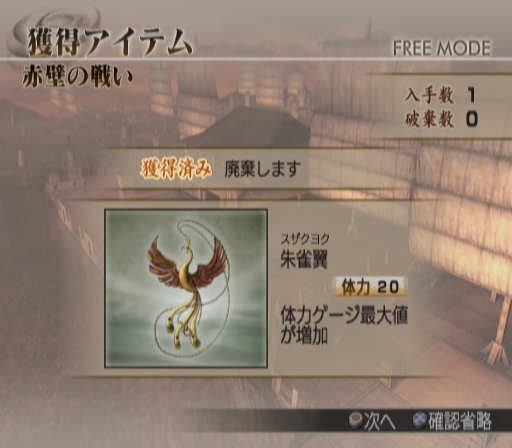 獲得アイテム
FREE MODE
赤壁の戦い
入手数 1
破棄数 0
獲得済み 廃棄します
スザクヨク
朱雀翼
体力 20
体力ゲージ最大値
が増加
次へ 確認省略